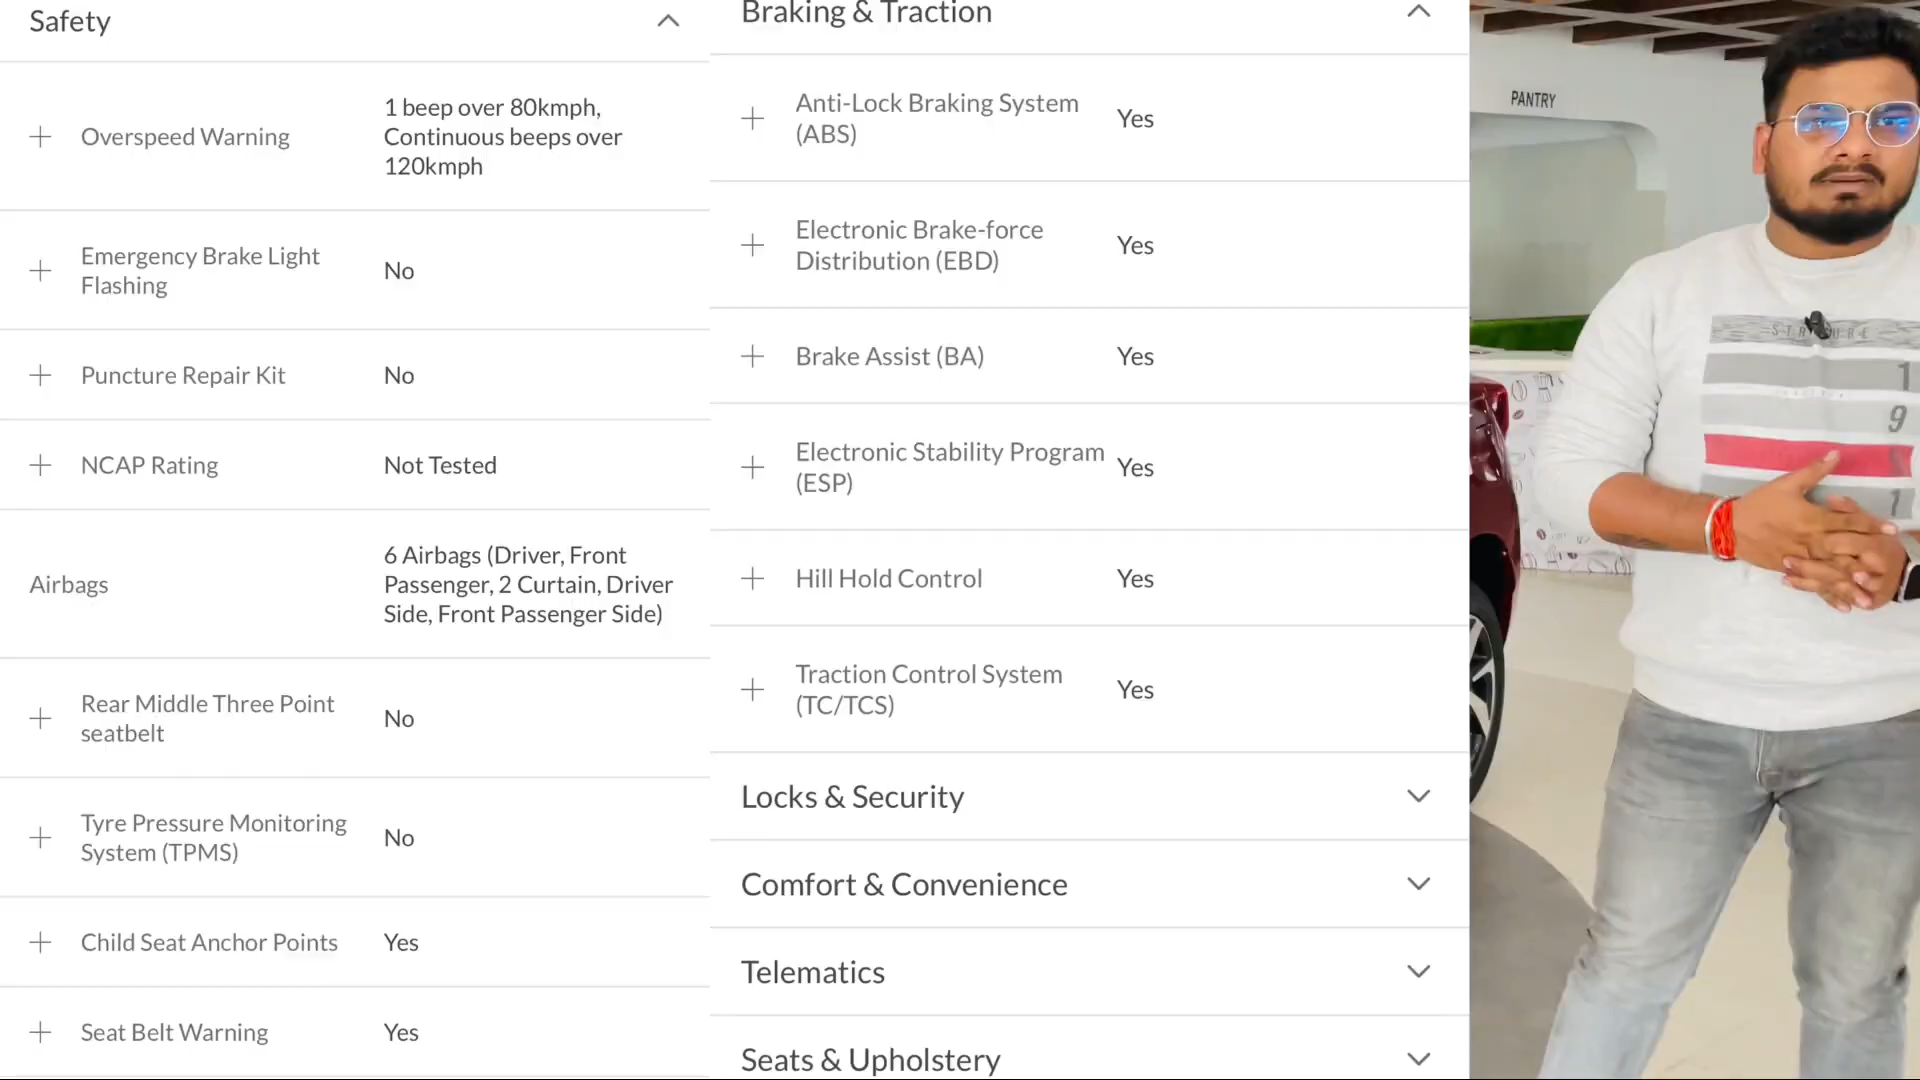 Safety
Overspeed Warning
1 beep over 80kmph,
Continuous beeps over
120kmph
Emergency Brake Light
Flashing
No
Puncture Repair Kit
No
NCAP Rating
Not Tested
Airbags
6 Airbags (Driver, Front
Passenger, 2 Curtain, Driver
Side, Front Passenger Side)
Rear Middle Three Point
seatbelt
No
Tyre Pressure Monitoring
System (TPMS)
No
Child Seat Anchor Points
Yes
Seat Belt Warning
Yes
Braking & Traction
Anti-Lock Braking System
(ABS)
Yes
Electronic Brake-force
Distribution (EBD)
Yes
Brake Assist (BA)
Yes
Electronic Stability Program
(ESP)
Yes
Hill Hold Control
Yes
Traction Control System
(TC/TCS)
Yes
Locks & Security
Comfort & Convenience
Telematics
Seats & Upholstery
PANTRY
1
9
1